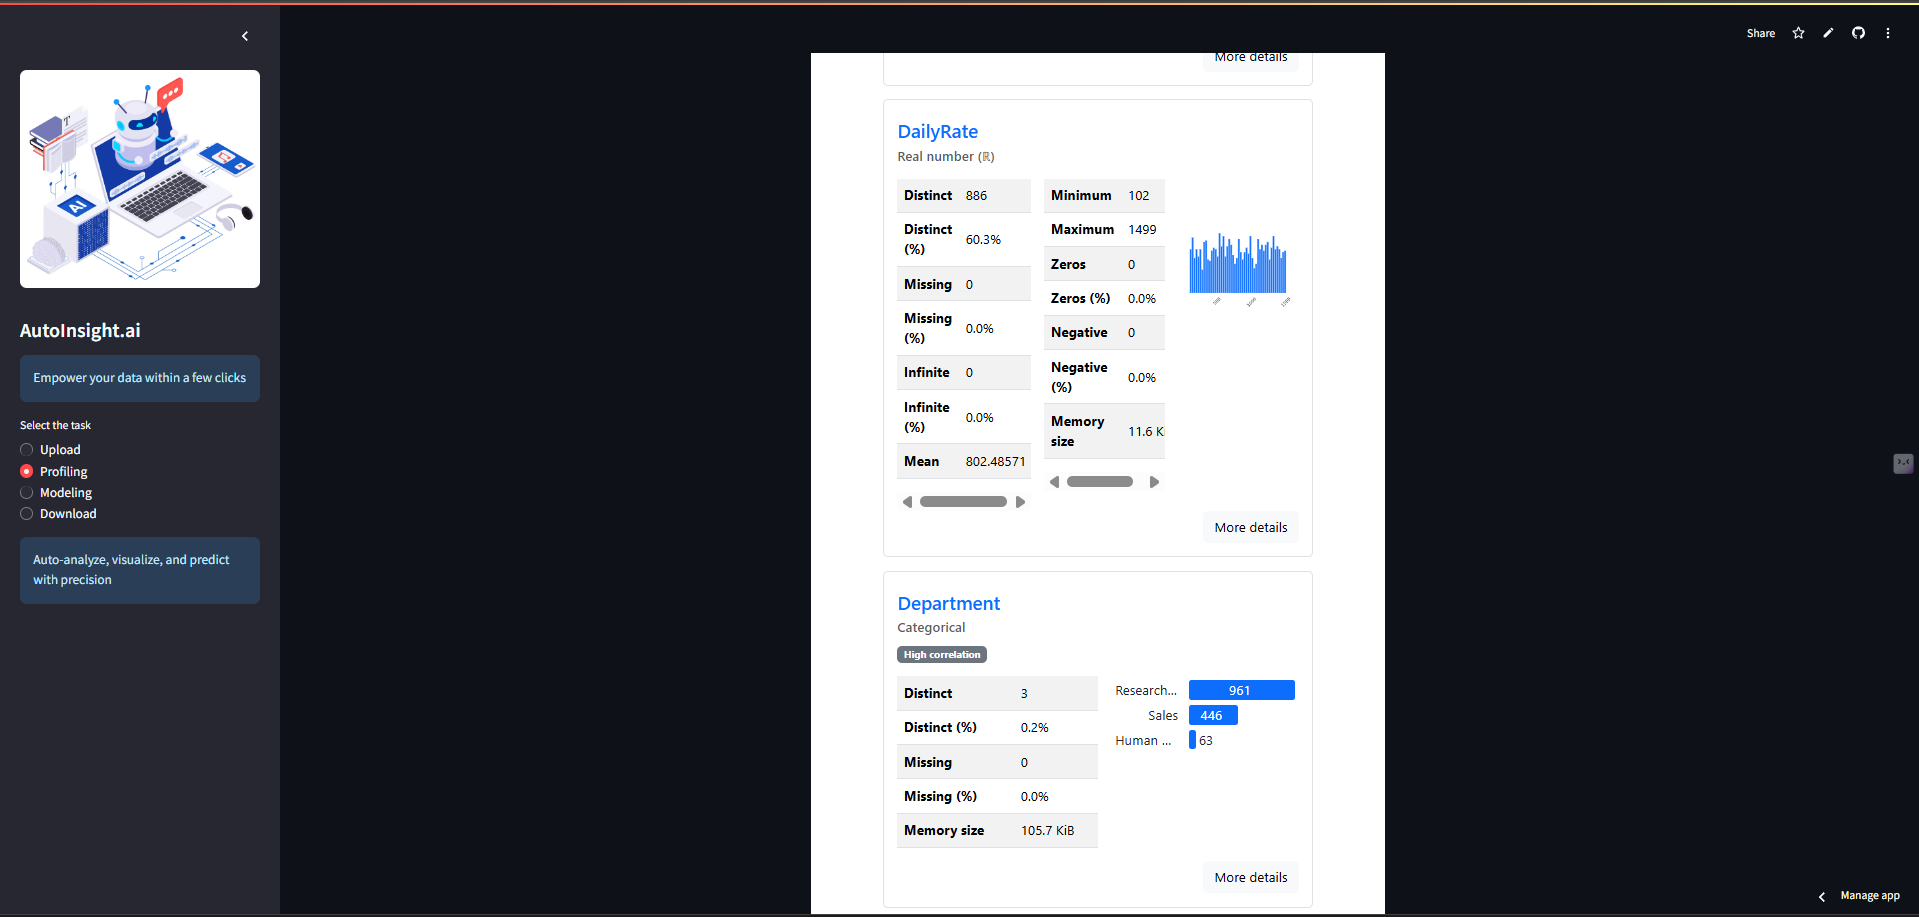 Share
AI
T
AutoInsight.ai
Empower your data within a few clicks
Select the task
Upload
Profiling
Modeling
Download
Auto-analyze, visualize, and predict
with precision
More details
DailyRate
Real number (ℝ)
Distinct 886
Distinct
(%) 60.3%
Missing 0
Missing
(%) 0.0%
Infinite 0
Infinite
(%) 0.0%
Mean 802.48571
Minimum 102
Maximum 1499
Zeros 0
Zeros (%) 0.0%
Negative 0
Negative
(%) 0.0%
Memory
size 11.6 Ki
500 1000 1500
More details
Department
Categorical
High correlation
Distinct 3
Distinct (%) 0.2%
Missing 0
Missing (%) 0.0%
Memory size 105.7 KiB
Research... 961
Sales 446
Human ... 63
More details
Manage app